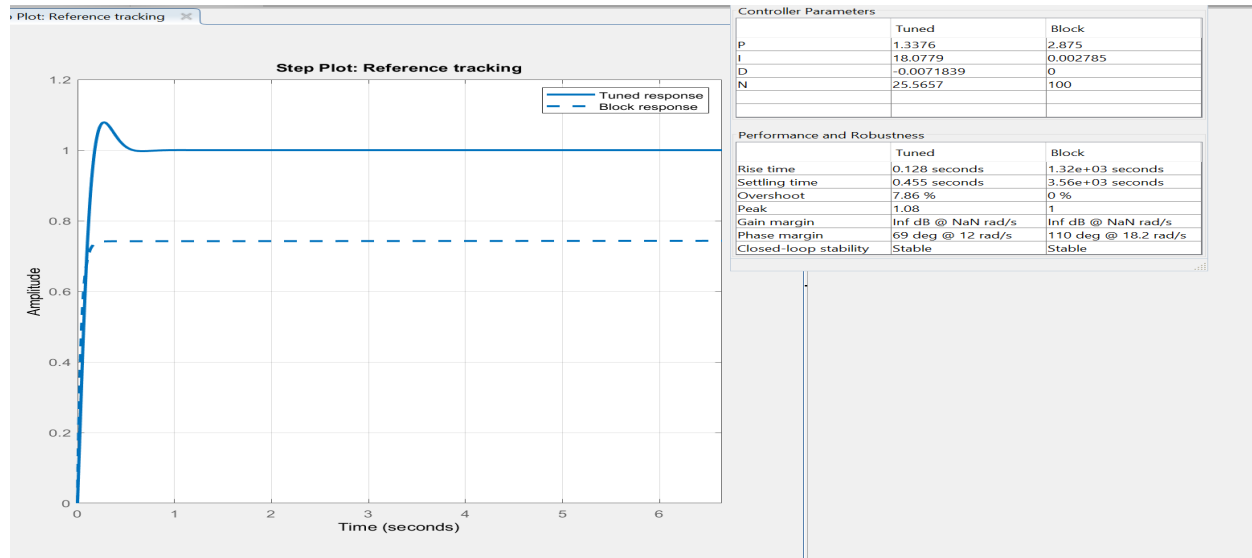 Plot: Reference tracking
Step Plot: Reference tracking
1.2
1
0.8
0.6
0.4
0.2
0
Amplitude
Tuned response
Block response
0 1 2 3 4 5 6
Time (seconds)
Controller Parameters
Tuned Block
P 1.3376 2.875
I 18.0779 0.002785
D -0.0071839 0
N 25.5657 100
Performance and Robustness
Tuned Block
Rise time 0.128 seconds 1.32e+03 seconds
Settling time 0.455 seconds 3.56e+03 seconds
Overshoot 7.86 % 0 %
Peak 1.08 1
Gain margin Inf dB @ NaN rad/s Inf dB @ NaN rad/s
Phase margin 69 deg @ 12 rad/s 110 deg @ 18.2 rad/s
Closed-loop stability Stable Stable